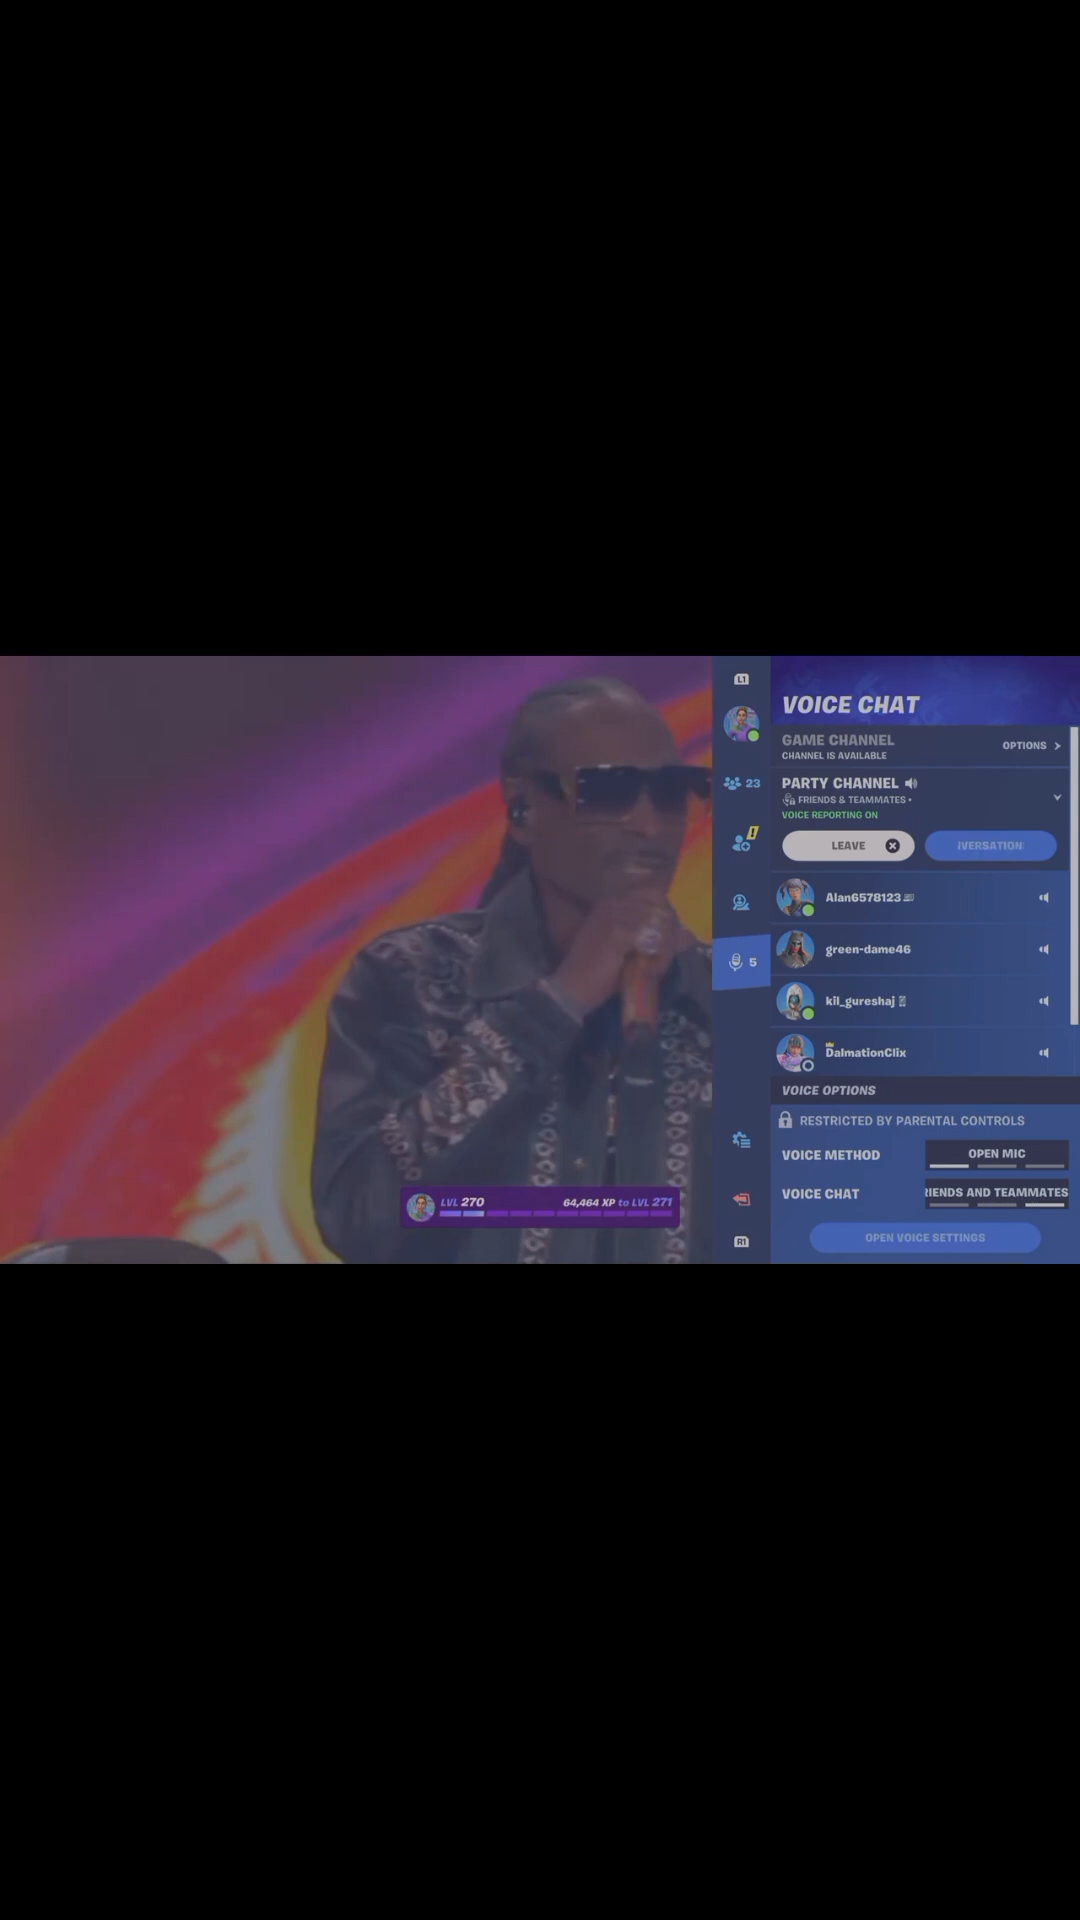 L1
VOICE CHAT
GAME CHANNEL
CHANNEL IS AVAILABLE
OPTIONS
PARTY CHANNEL
FRIENDS & TEAMMATES •
VOICE REPORTING ON
23
LEAVE
IVERSATION
Alan6578123
green-dame46
5
kil_gureshaj
DalmationClix
VOICE OPTIONS
RESTRICTED BY PARENTAL CONTROLS
VOICE METHOD
OPEN MIC
VOICE CHAT
RIENDS AND TEAMMATES
LVL 270
64,464 XP to LVL 271
OPEN VOICE SETTINGS
R1